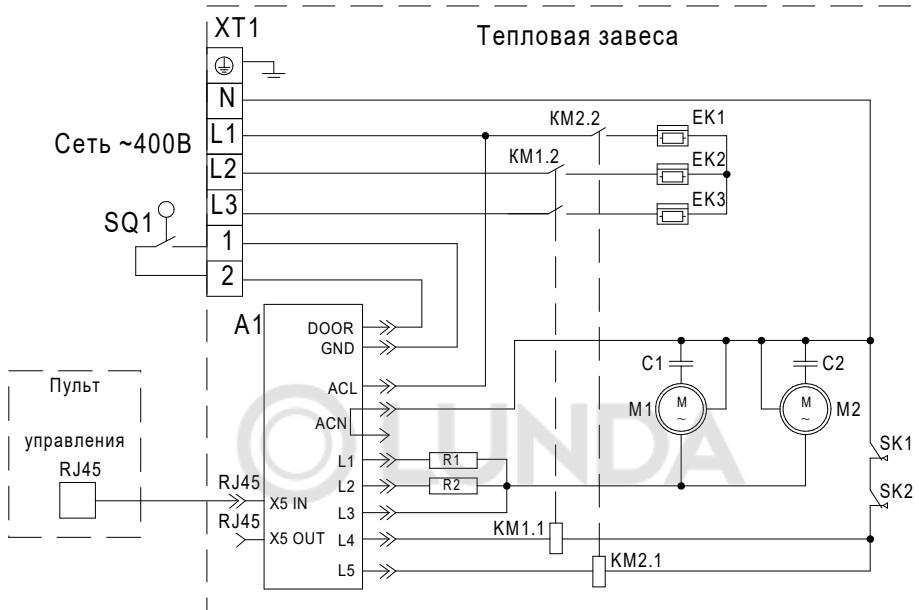 XT1
Тепловая завеса
N
Сеть ~400В
L1
L2
L3
1
2
SQ1
KM2.2
KM1.2
EK1
EK2
EK3
A1
DOOR
GND
ACL
ACN
L1
L2
L3
L4
L5
X5 IN
X5 OUT
RJ45
RJ45
Пульт
управления
RJ45
R1
R2
C1
C2
M
~
M1
M
~
M2
SK1
SK2
KM1.1
KM2.1
LUNDA